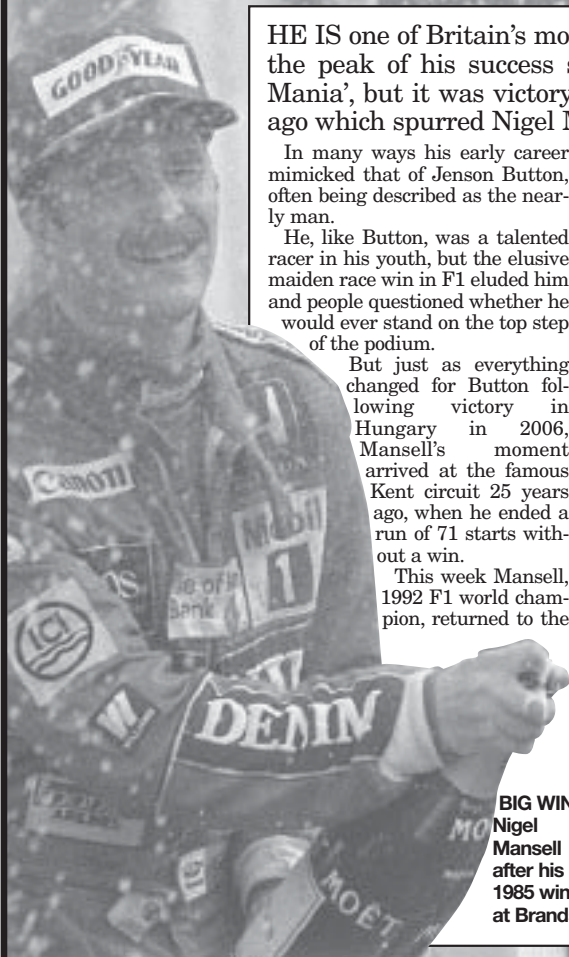 GOODYEAR
HE IS one of Britain's mo
the peak of his success s
Mania', but it was victory
ago which spurred Nigel M
In many ways his early career
mimicked that of Jenson Button,
often being described as the near-
ly man.
He, like Button, was a talented
racer in his youth, but the elusive
maiden race win in F1 eluded him
and people questioned whether he
would ever stand on the top step
of the podium.
But just as everything
changed for Button fol-
lowing victory in
Hungary in 2006,
Mansell's moment
arrived at the famous
Kent circuit 25 years
ago, when he ended a
run of 71 starts with-
out a win.
This week Mansell,
1992 F1 world cham-
pion, returned to the
Canon
Mobil
1
Bank
ICI
W
DENIM
MO
MOËT
BIG WIN
Nigel
Mansell
after his
1985 win
at Brand